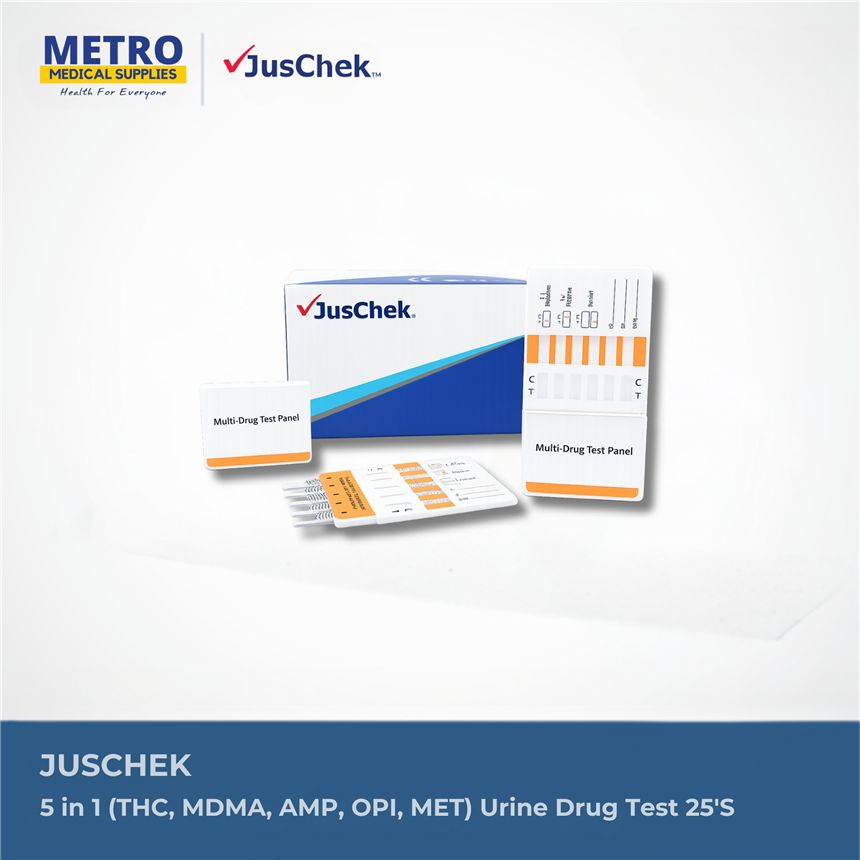 METRO
MEDICAL SUPPLIES
Health For Everyone
JusChek™
JusChek®
Multi-Drug Test Panel
C C
T T
Multi-Drug Test Panel
JUSCHEK
5 in 1 (THC, MDMA, AMP, OPI, MET) Urine Drug Test 25'S